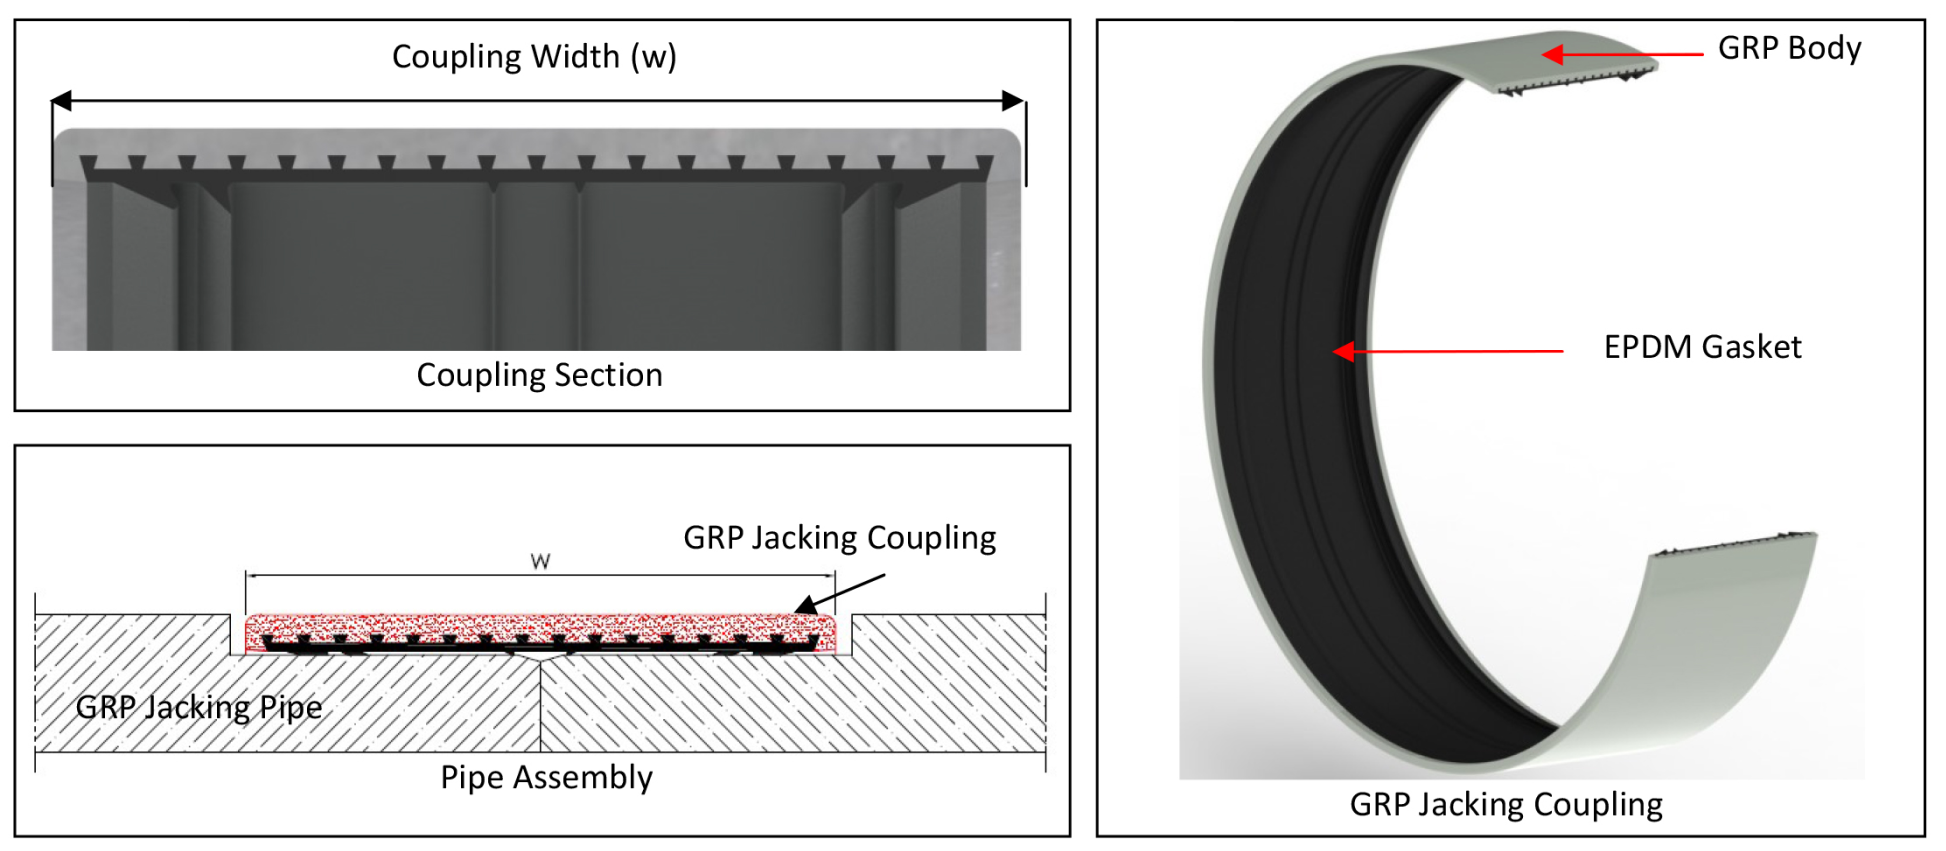 Coupling Width (w)
Coupling Section
W
GRP Jacking Coupling
GRP Jacking Pipe
Pipe Assembly
GRP Body
EPDM Gasket
GRP Jacking Coupling